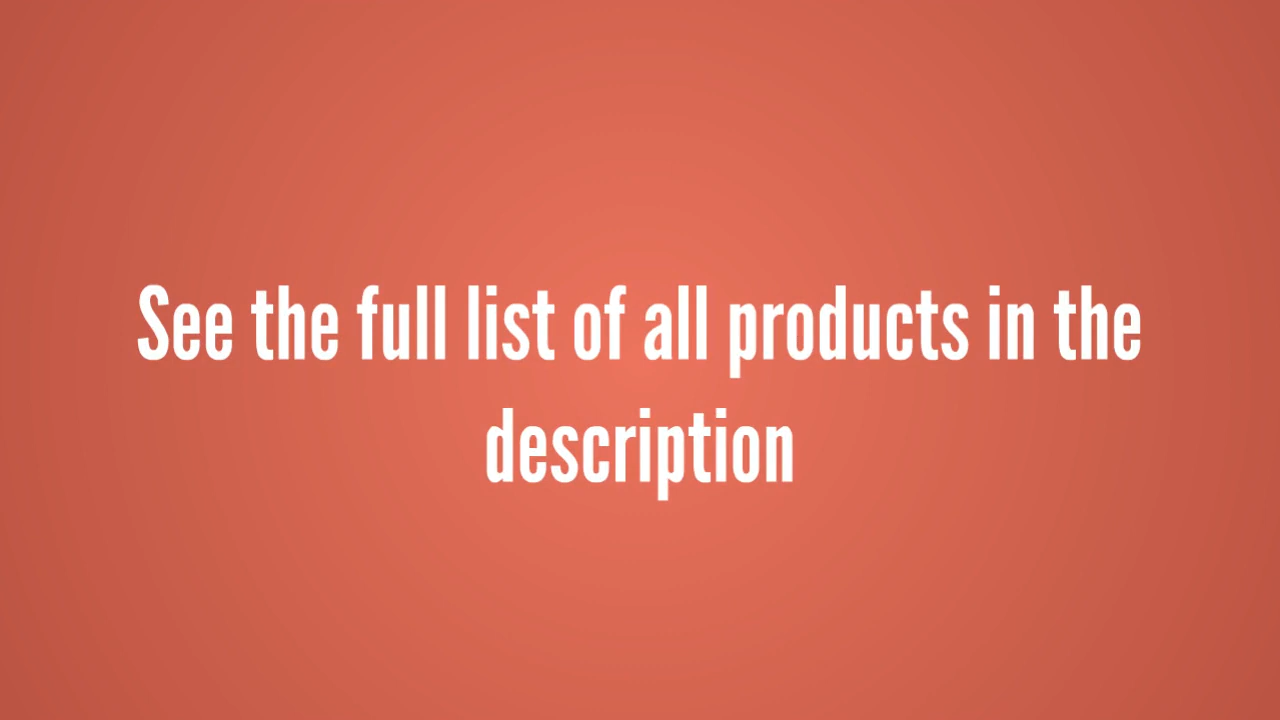 See the full list of all products in the
description